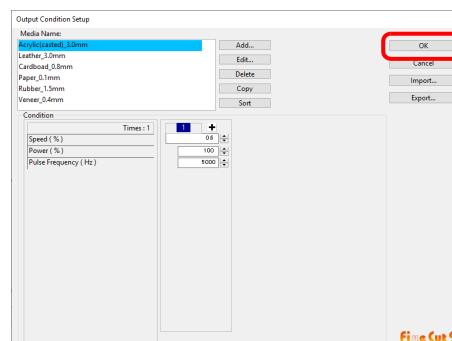 Output Condition Setup
Media Name:
Acrylic(casted)_3.0mm
Leather_3.0mm
Cardboad_0.8mm
Paper_0.1mm
Rubber_1.5mm
Veneer_0.4mm
Add...
Edit...
Delete
Copy
Sort
OK
Cancel
Import...
Export...
Condition
Times : 1
1 +
Speed ( % ) 0.6
Power ( % ) 100
Pulse Frequency ( Hz ) 5000
Fine Cut